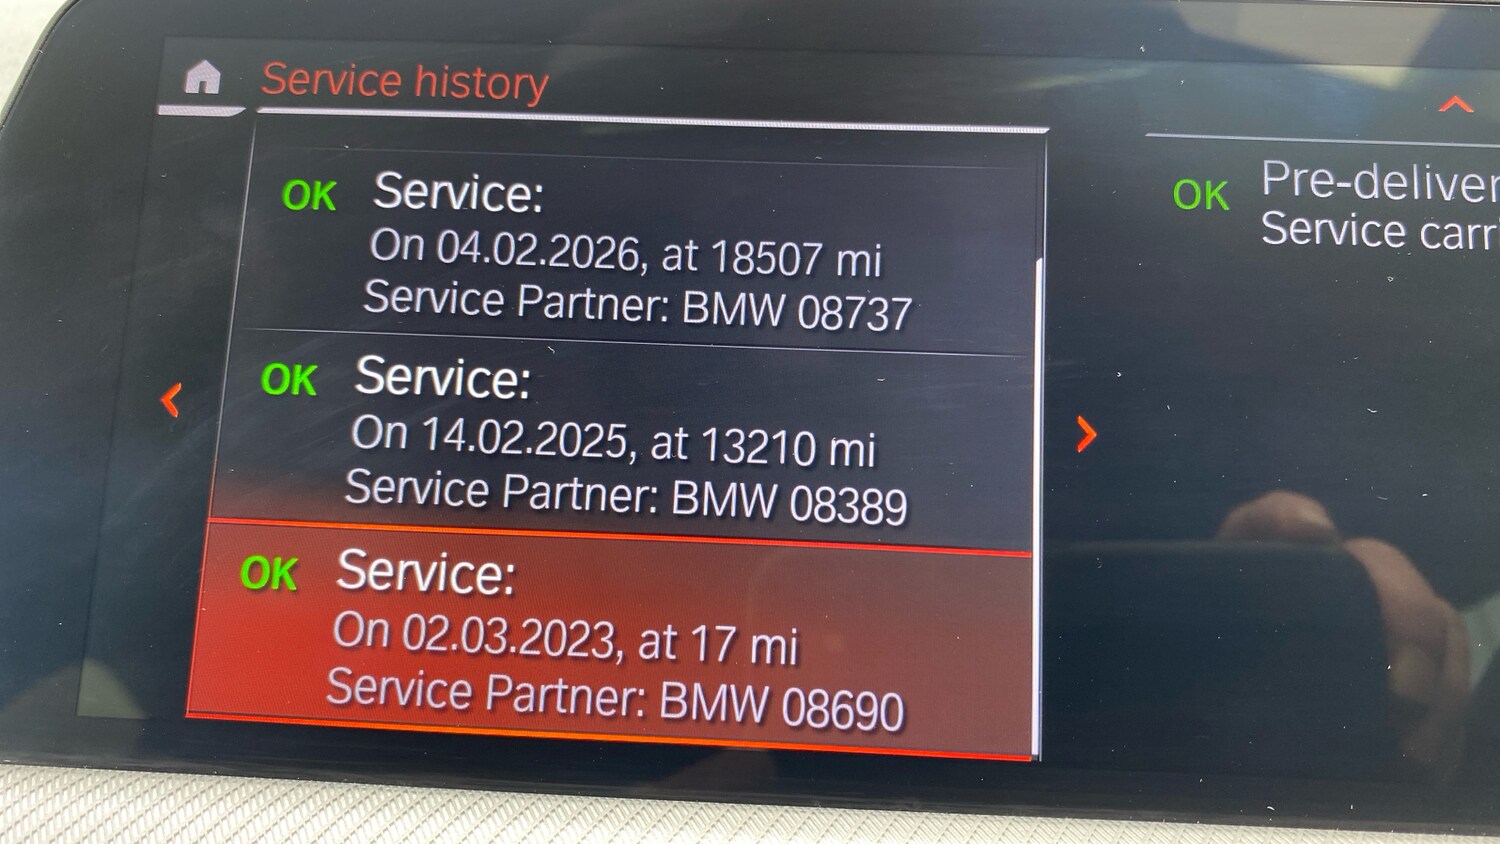 Service history
OK Service:
On 04.02.2026, at 18507 mi
Service Partner: BMW 08737
OK Service:
On 14.02.2025, at 13210 mi
Service Partner: BMW 08389
OK Service:
On 02.03.2023, at 17 mi
Service Partner: BMW 08690
OK Pre-deliver
Service carr